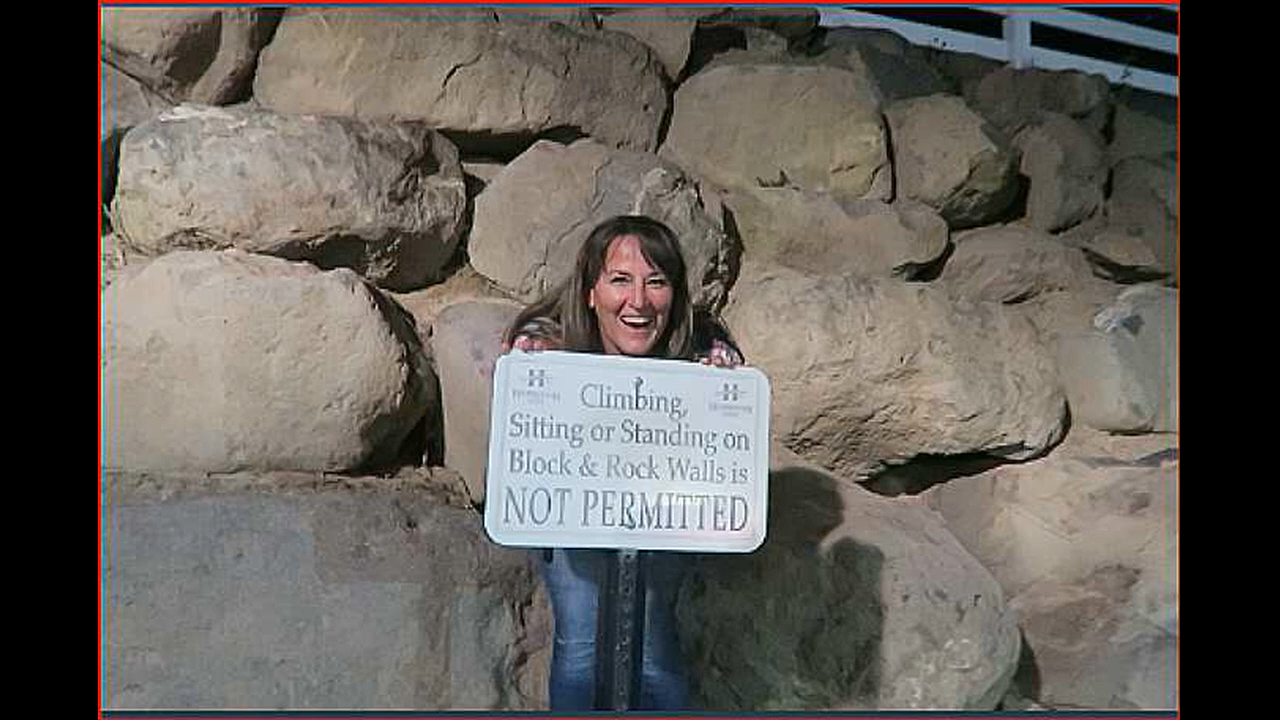 Climbing,
Sitting or Standing on
Block & Rock Walls is
NOT PERMITTED